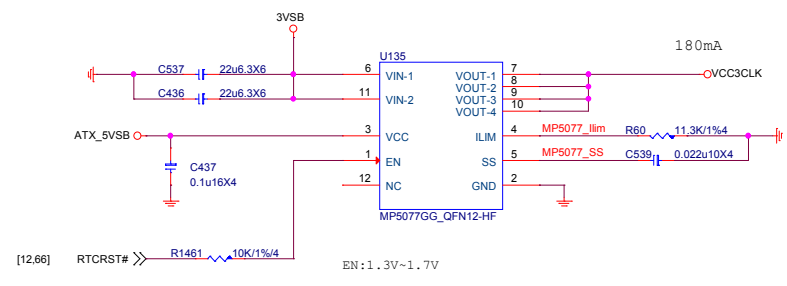 3VSB
180mA
U135
C537 22u6.3X6 6 VIN-1 VOUT-1 7 VCC3CLK
VOUT-2 8
C436 22u6.3X6 11 VIN-2 VOUT-3 9
VOUT-4 10
ATX_5VSB 3 VCC ILIM 4 MP5077_Ilim R60 11.3K/1%4
1 EN SS 5 MP5077_SS C539 0.022u10X4
C437
0.1u16X4
12 NC GND 2
MP5077GG_QFN12-HF
[12,66] RTCRST# R1461 10K/1%/4
EN:1.3V~1.7V